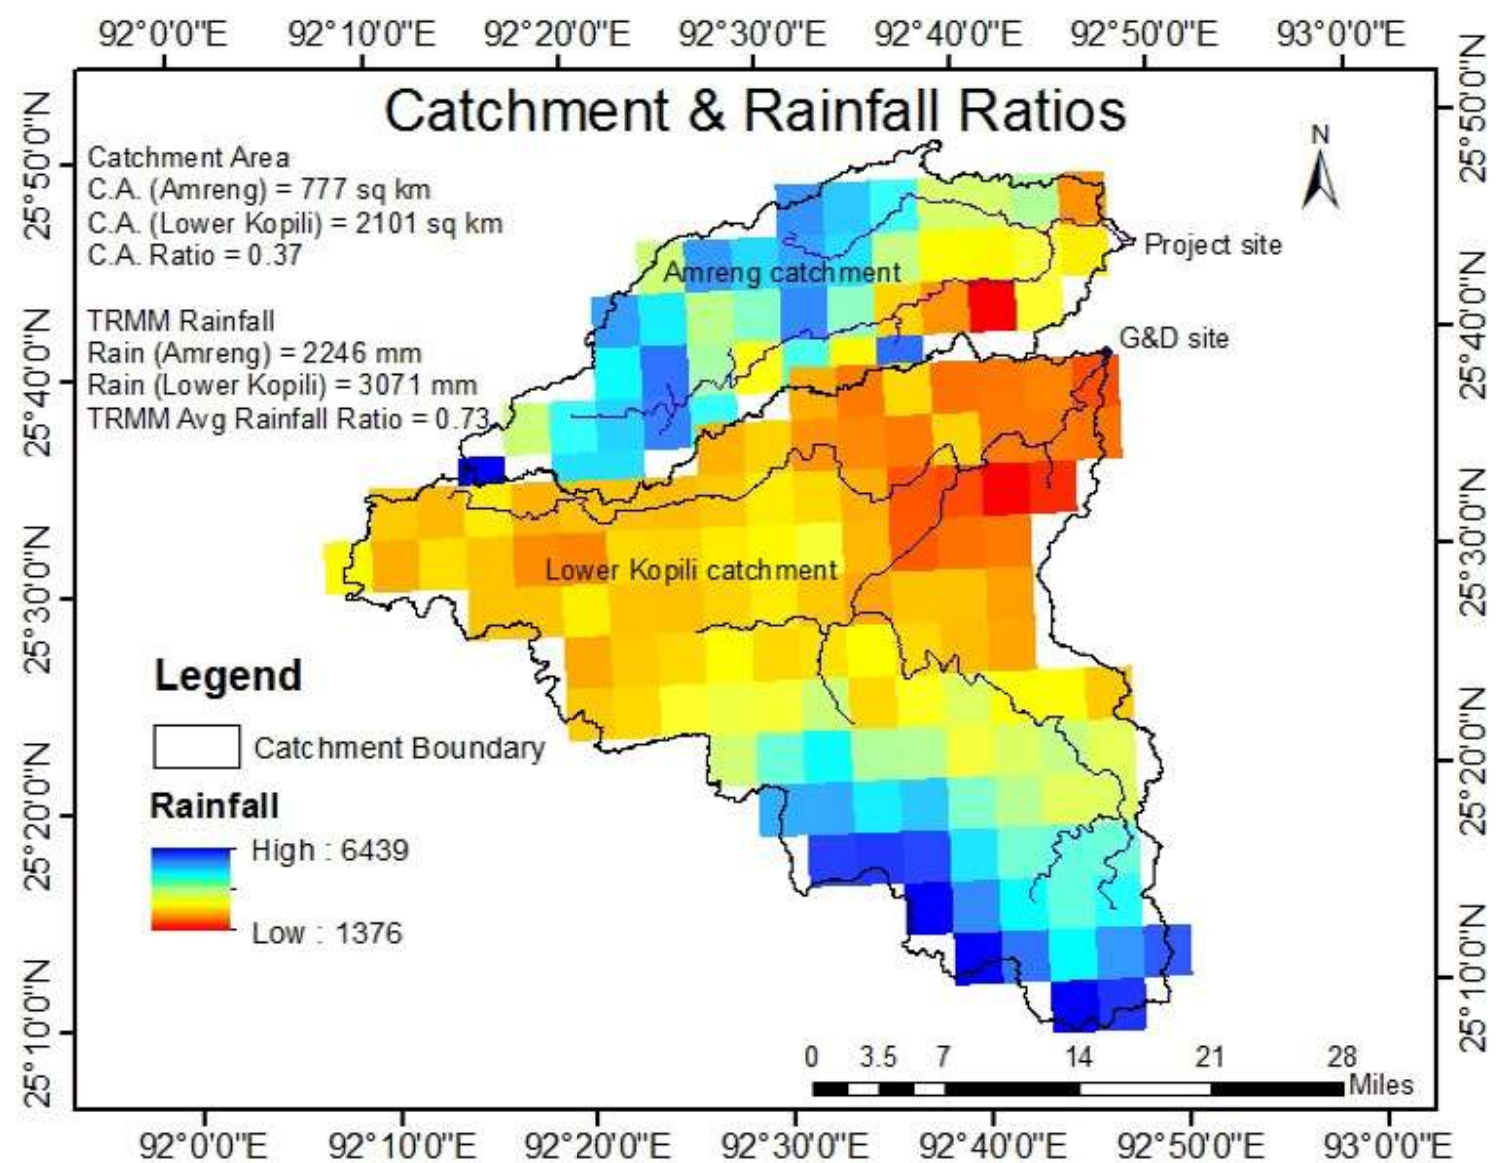 92°0'0"E 92°10'0"E 92°20'0"E 92°30'0"E 92°40'0"E 92°50'0"E 93°0'0"E
Catchment & Rainfall Ratios
N
Catchment Area
C.A. (Amreng) = 777 sq km
C.A. (Lower Kopili) = 2101 sq km
C.A. Ratio = 0.37
TRMM Rainfall
Rain (Amreng) = 2246 mm
Rain (Lower Kopili) = 3071 mm
TRMM Avg Rainfall Ratio = 0.73
Project site
Amreng catchment
G&D site
Lower Kopili catchment
Legend
Catchment Boundary
Rainfall
High : 6439
Low : 1376
0 3.5 7 14 21 28
Miles
25°50'0"N
25°40'0"N
25°30'0"N
25°20'0"N
25°10'0"N
25°50'0"N
25°40'0"N
25°30'0"N
25°20'0"N
25°10'0"N
92°0'0"E 92°10'0"E 92°20'0"E 92°30'0"E 92°40'0"E 92°50'0"E 93°0'0"E